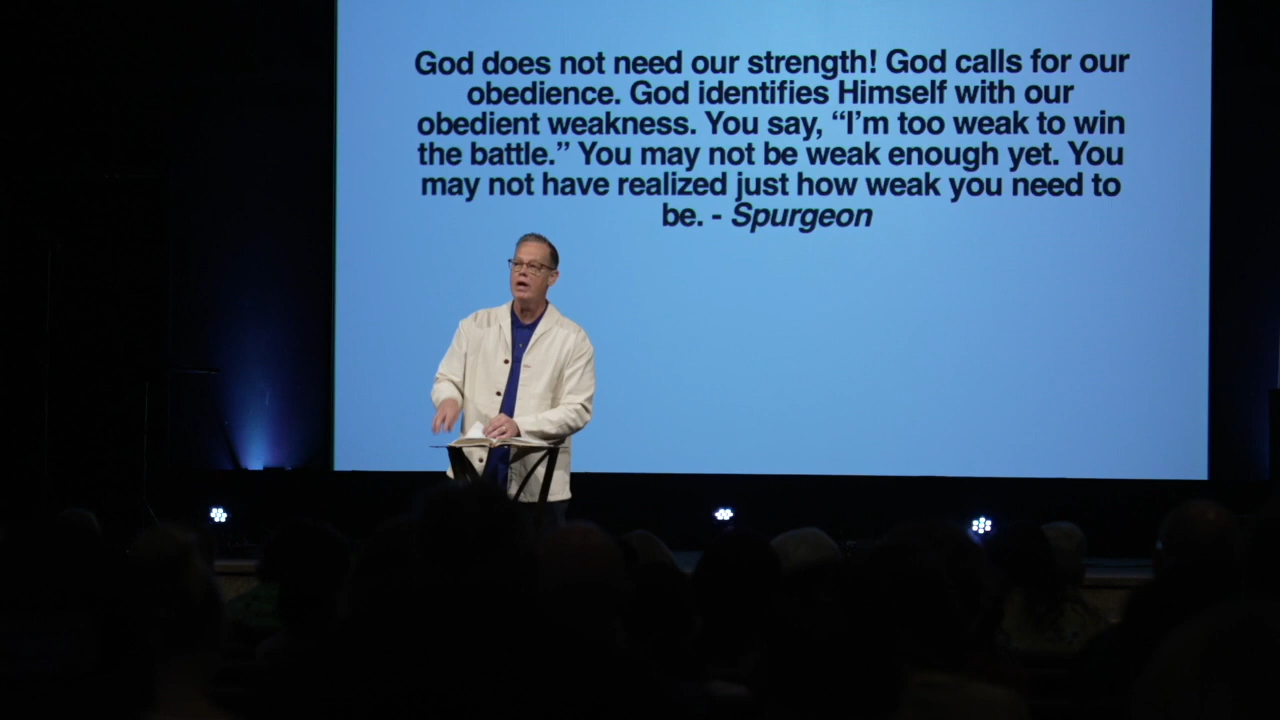 God does not need our strength! God calls for our
obedience. God identifies Himself with our
obedient weakness. You say, “I’m too weak to win
the battle.” You may not be weak enough yet. You
may not have realized just how weak you need to
be. - Spurgeon